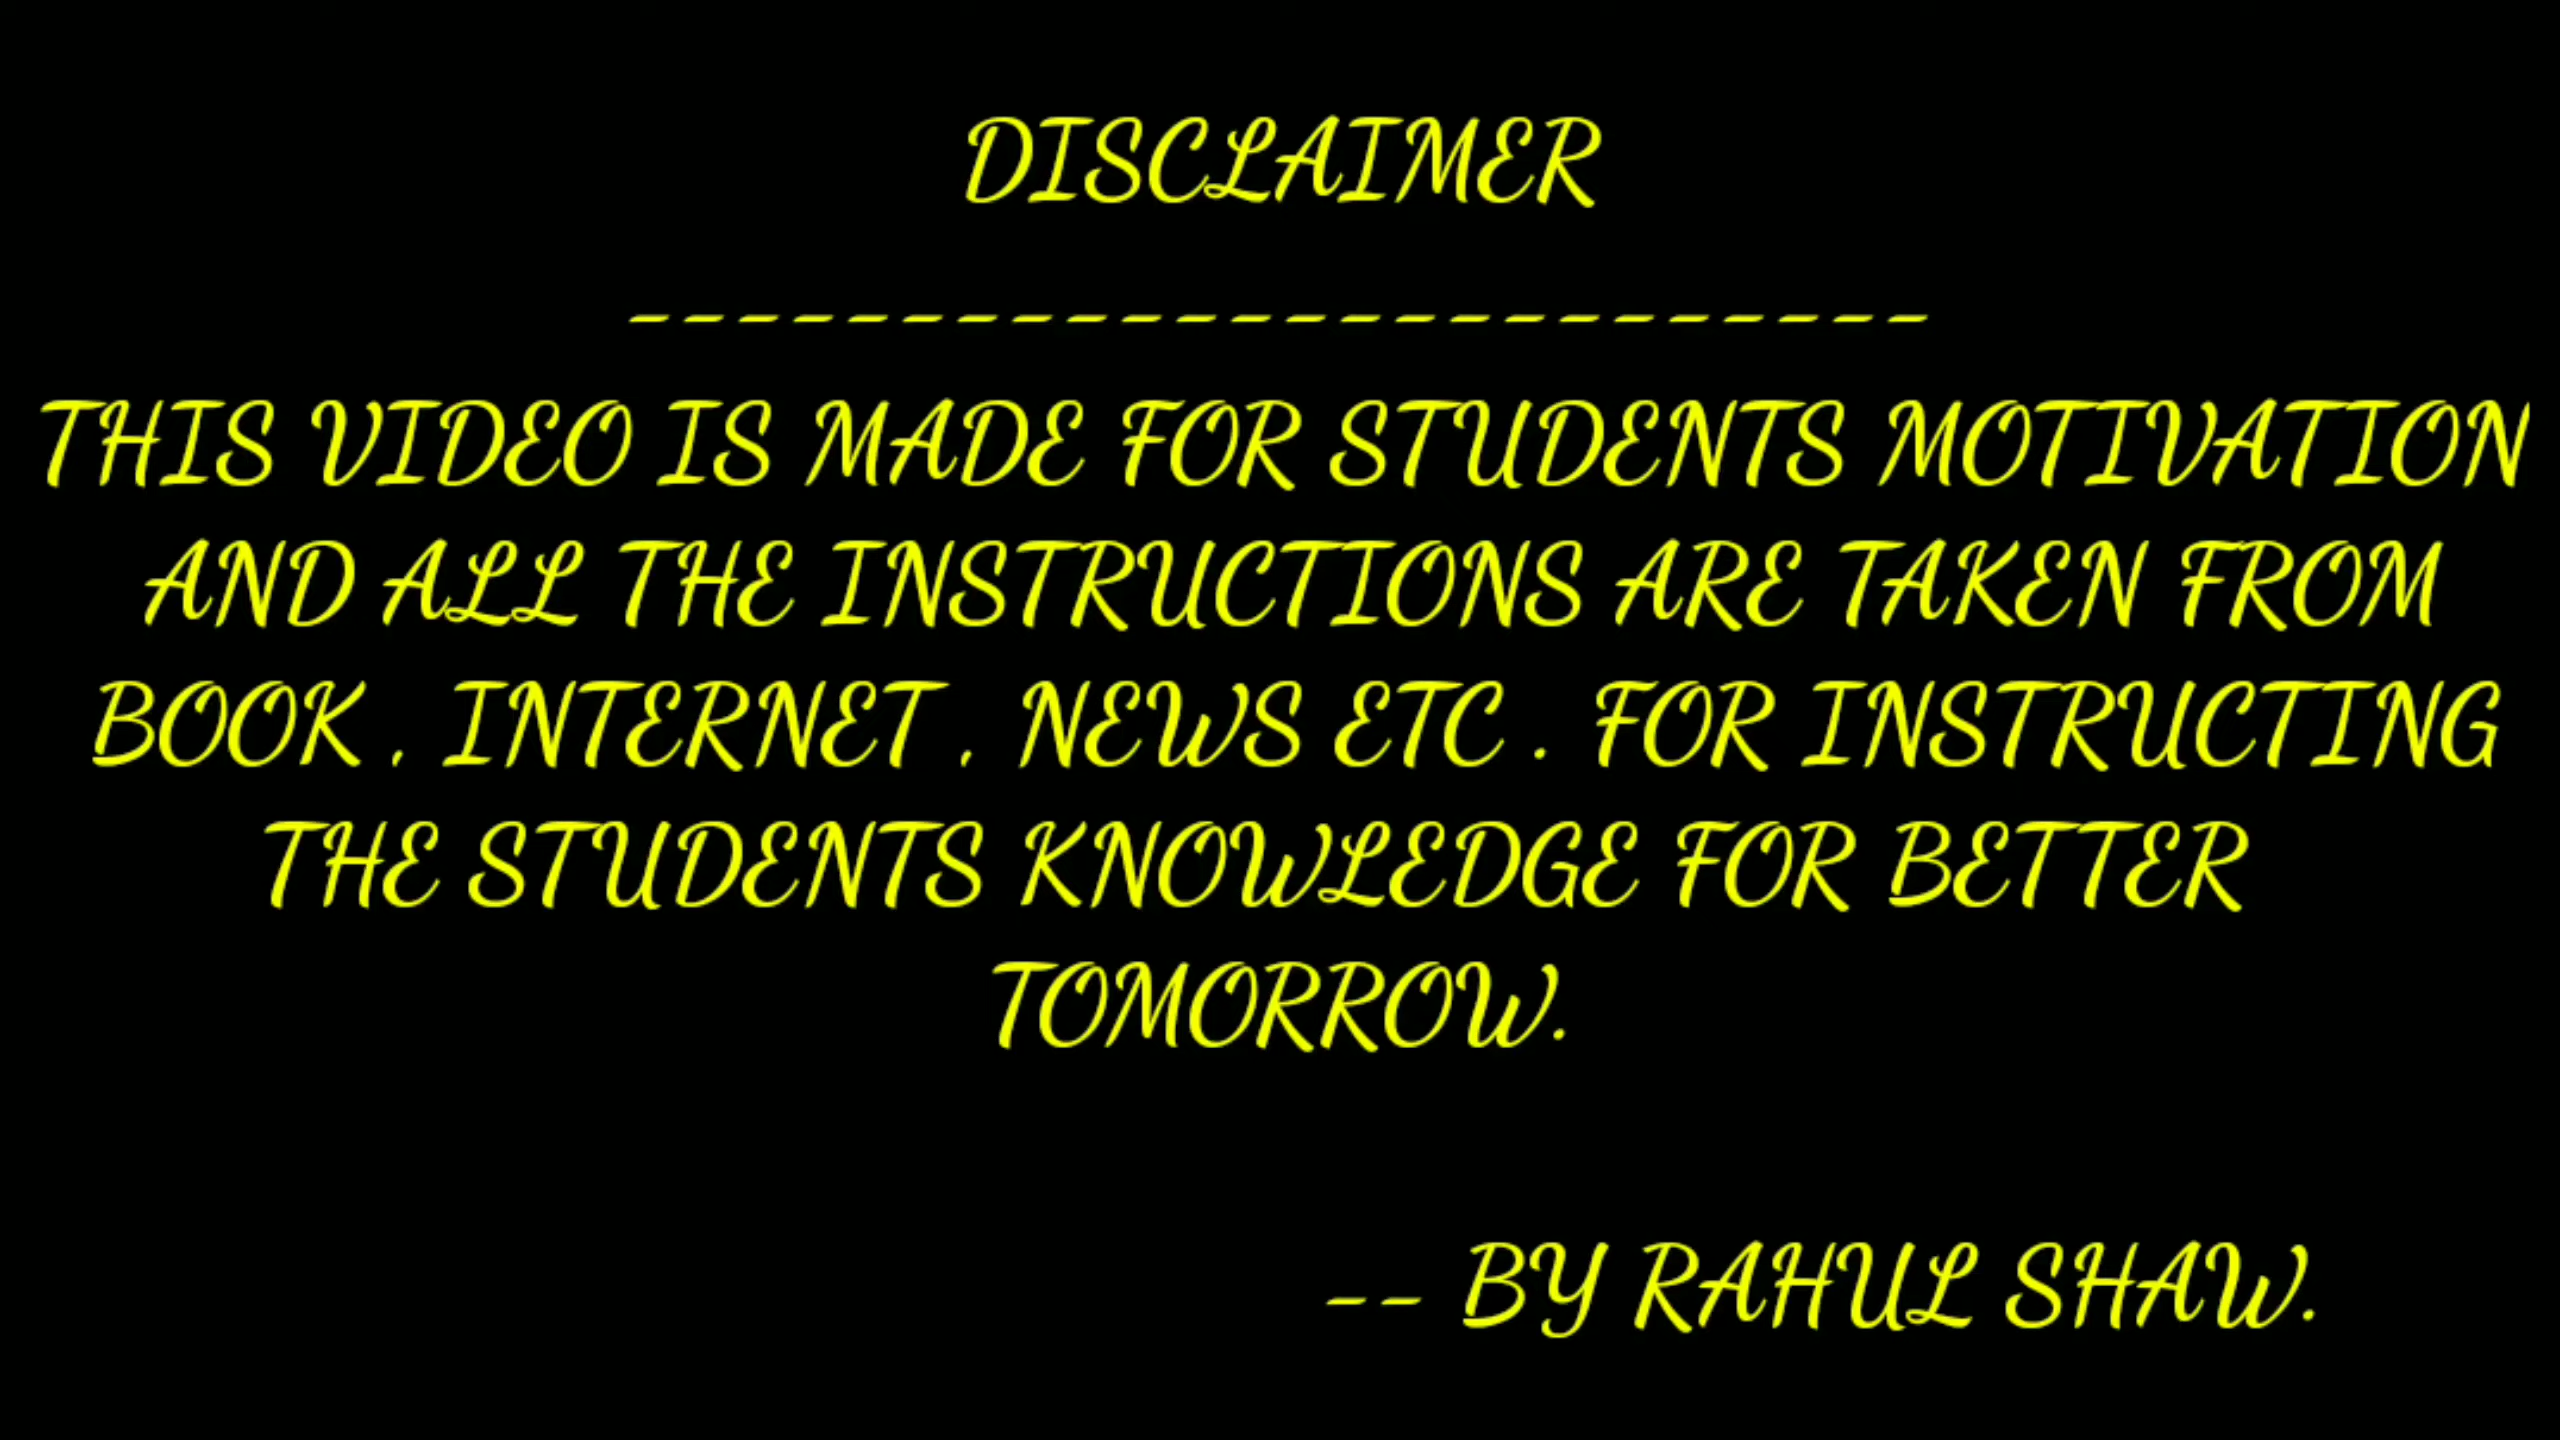 DISCLAIMER
------------------------
THIS VIDEO IS MADE FOR STUDENTS MOTIVATION
AND ALL THE INSTRUCTIONS ARE TAKEN FROM
BOOK , INTERNET , NEWS ETC . FOR INSTRUCTING
THE STUDENTS KNOWLEDGE FOR BETTER
TOMORROW.
-- BY RAHUL SHAW.